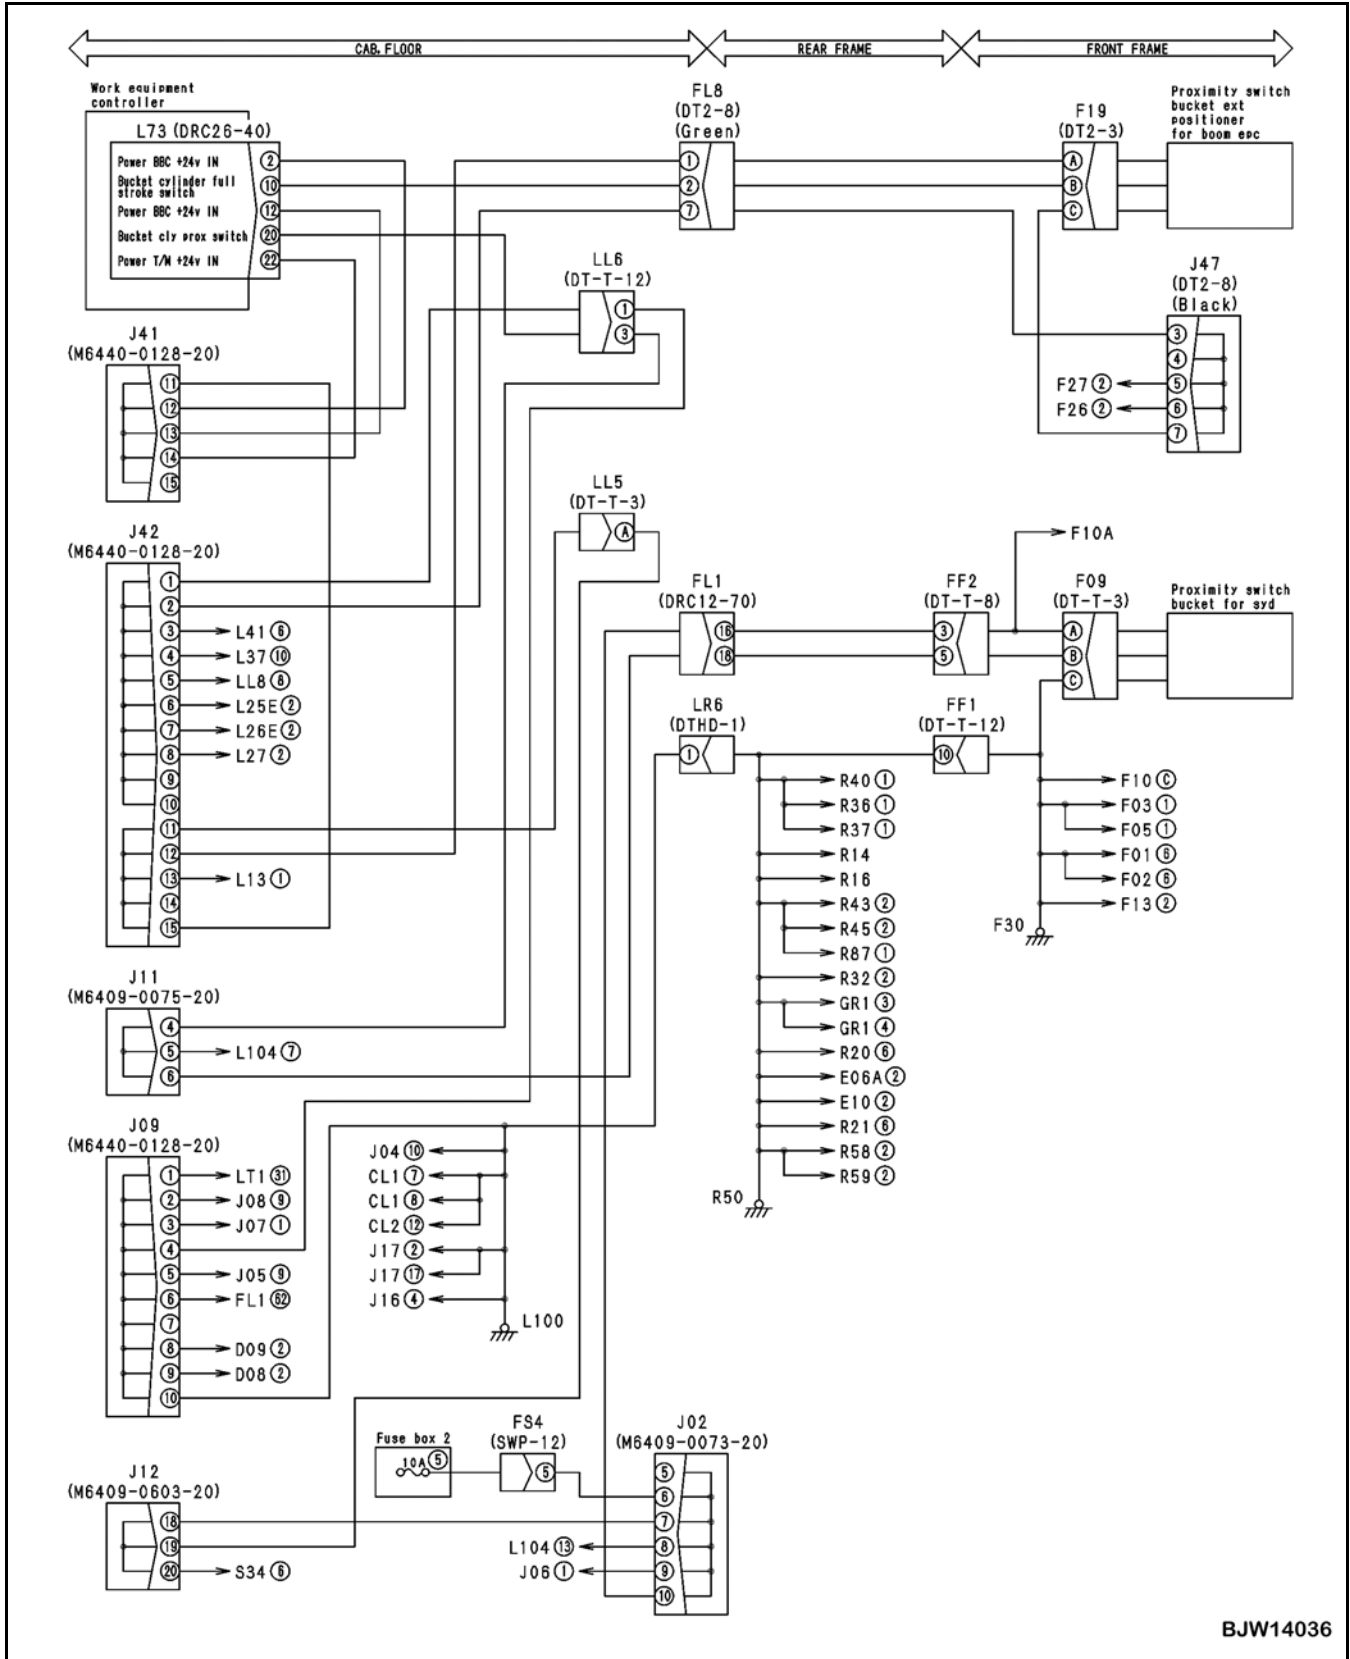 CAB. FLOOR
REAR FRAME
FRONT FRAME
Work equipment
controller
L73 (DRC26-40)
Power BBC +24v IN
2
Bucket cylinder full
stroke switch
10
Power BBC +24v IN
12
Bucket cly prox switch
20
Power T/M +24v IN
22
FL8
(DT2-8)
(Green)
1
2
7
F19
(DT2-3)
A
B
C
Proximity switch
bucket ext
positioner
for boom epc
LL6
(DT-T-12)
1
3
J47
(DT2-8)
(Black)
3
4
F27 2 5
F26 2 6
7
J41
(M6440-0128-20)
11
12
13
14
15
LL5
(DT-T-3)
A
J42
(M6440-0128-20)
1
2
3 L41 6
4 L37 10
5 LL8 8
6 L25E 2
7 L26E 2
8 L27 2
9
10
11
12
13 L13 1
14
15
FL1
(DRC12-70)
16
18
FF2
(DT-T-8)
3
5
F10A
F09
(DT-T-3)
A
B
C
Proximity switch
bucket for syd
LR6
(DTHD-1)
1
FF1
(DT-T-12)
10
R40 1
R36 1
R37 1
R14
R16
R43 2
R45 2
R87 1
R32 2
GR1 3
GR1 4
R20 6
E06A 2
E10 2
R21 6
R58 2
R59 2
R50
F10 C
F03 1
F05 1
F01 6
F02 6
F13 2
F30
J11
(M6409-0075-20)
4
5 L104 7
6
J09
(M6440-0128-20)
1 LT1 31
2 J08 9
3 J07 1
4
5 J05 9
6 FL1 62
7
8 D09 2
9 D08 2
10
J04 10
CL1 7
CL1 8
CL2 12
J17 2
J17 17
J16 4
L100
Fuse box 2
10A 5
FS4
(SWP-12)
5
J02
(M6409-0073-20)
5
6
7
L104 13 8
J06 1 9
10
J12
(M6409-0603-20)
18
19
20 S34 6
BJW14036